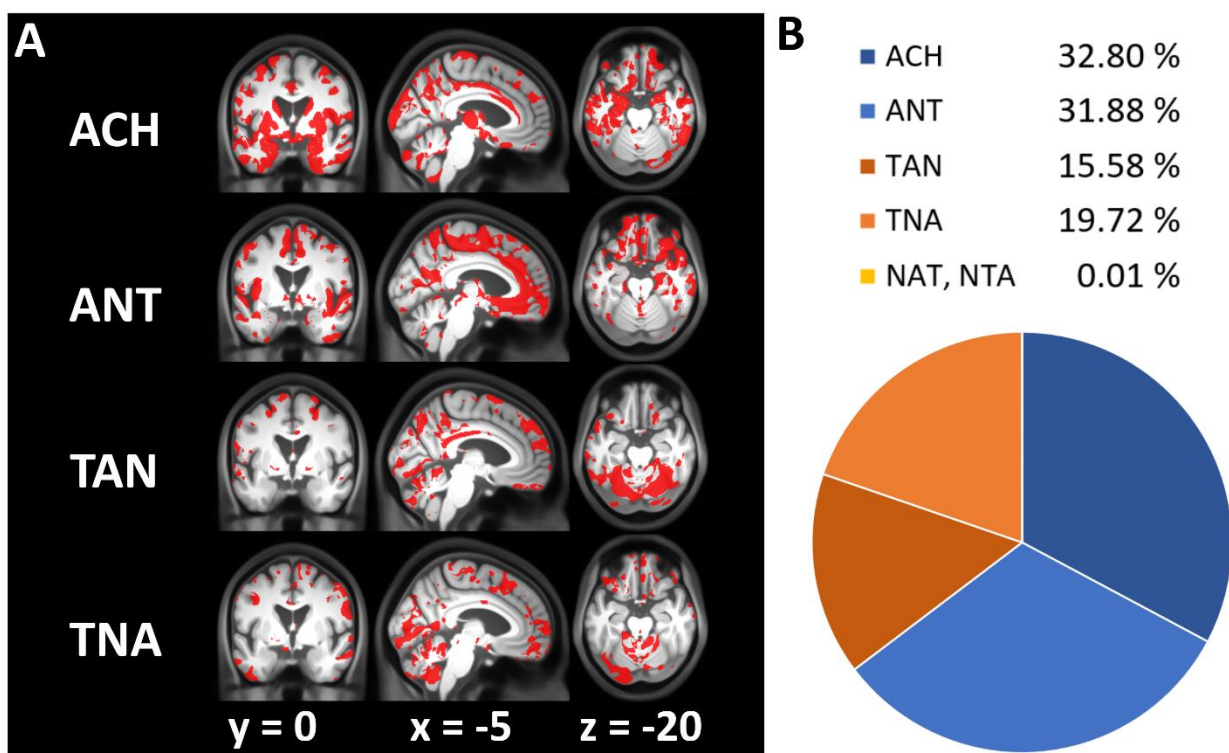 A
ACH
ANT
TAN
TNA
y = 0 x = -5 z = -20
B
ACH 32.80 %
ANT 31.88 %
TAN 15.58 %
TNA 19.72 %
NAT, NTA 0.01 %